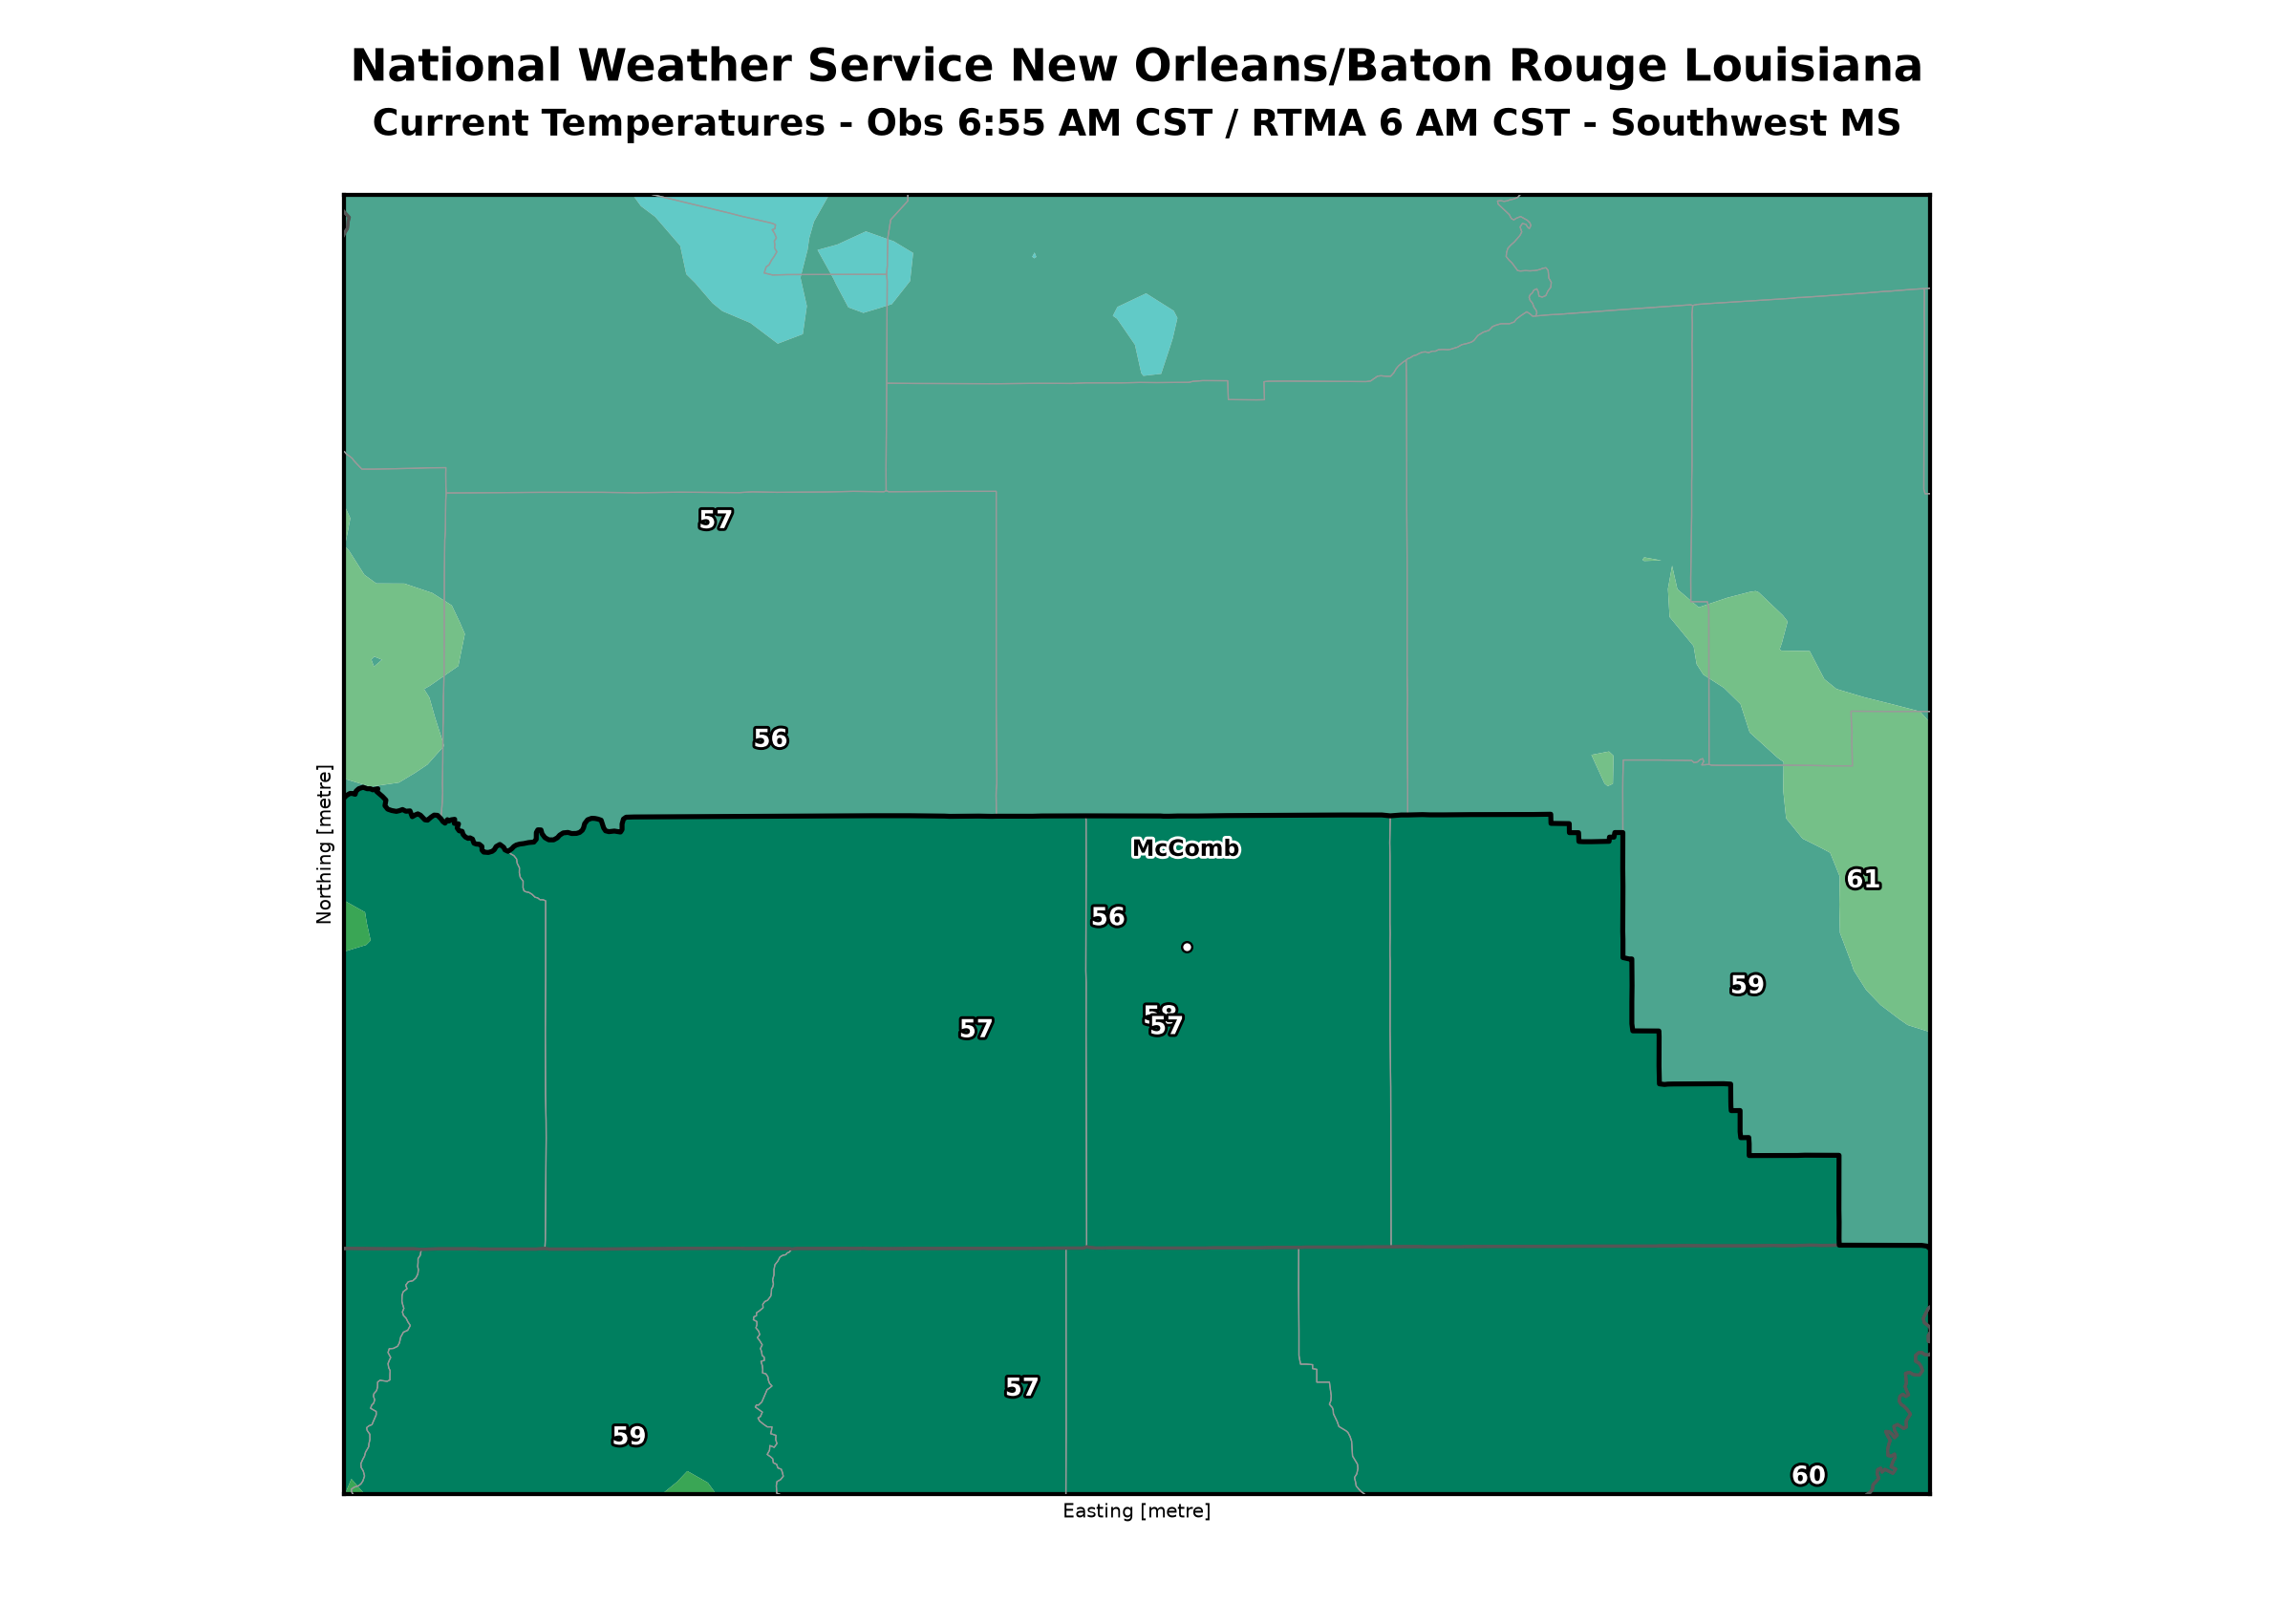 National Weather Service New Orleans/Baton Rouge Louisiana
Current Temperatures - Obs 6:55 AM CST / RTMA 6 AM CST - Southwest MS
57
56
Northing [metre]
McComb
61
56
59
58
57
57
57
59
60
Easting [metre]